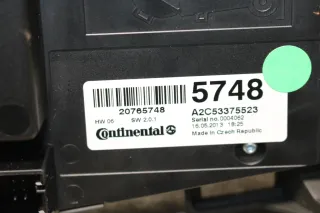 5748
20765748
A2C53375523
HW 06 SW 2.0.1
Serial no. 0004062
16.05.2013 18:25
Continental
Made in Czech Republic